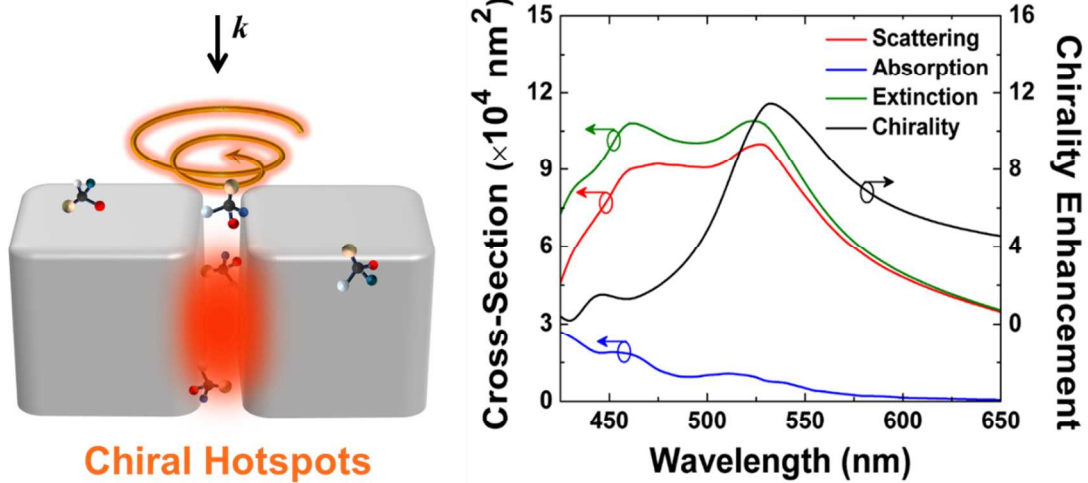 k
Chiral Hotspots
15
12
9
6
3
0
Cross-Section (×10⁴ nm²)
16
12
8
4
0
Chirality Enhancement
Scattering
Absorption
Extinction
Chirality
450 500 550 600 650
Wavelength (nm)